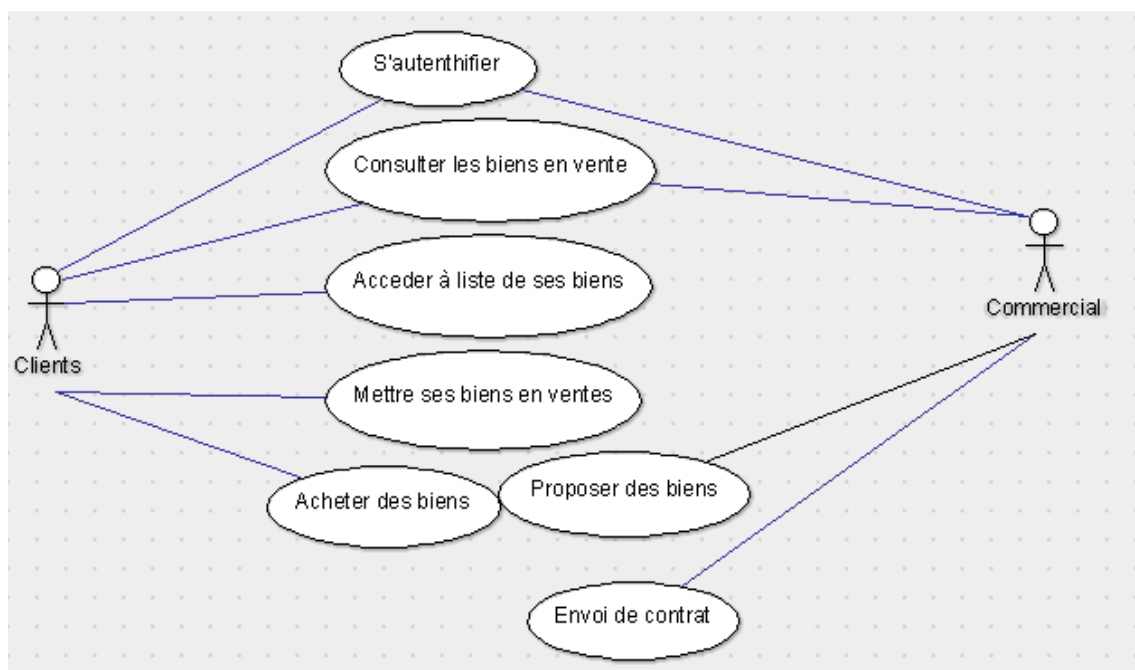 S'autenthifier
Consulter les biens en vente
Acceder à liste de ses biens
Commercial
Clients
Mettre ses biens en ventes
Acheter des biens
Proposer des biens
Envoi de contrat